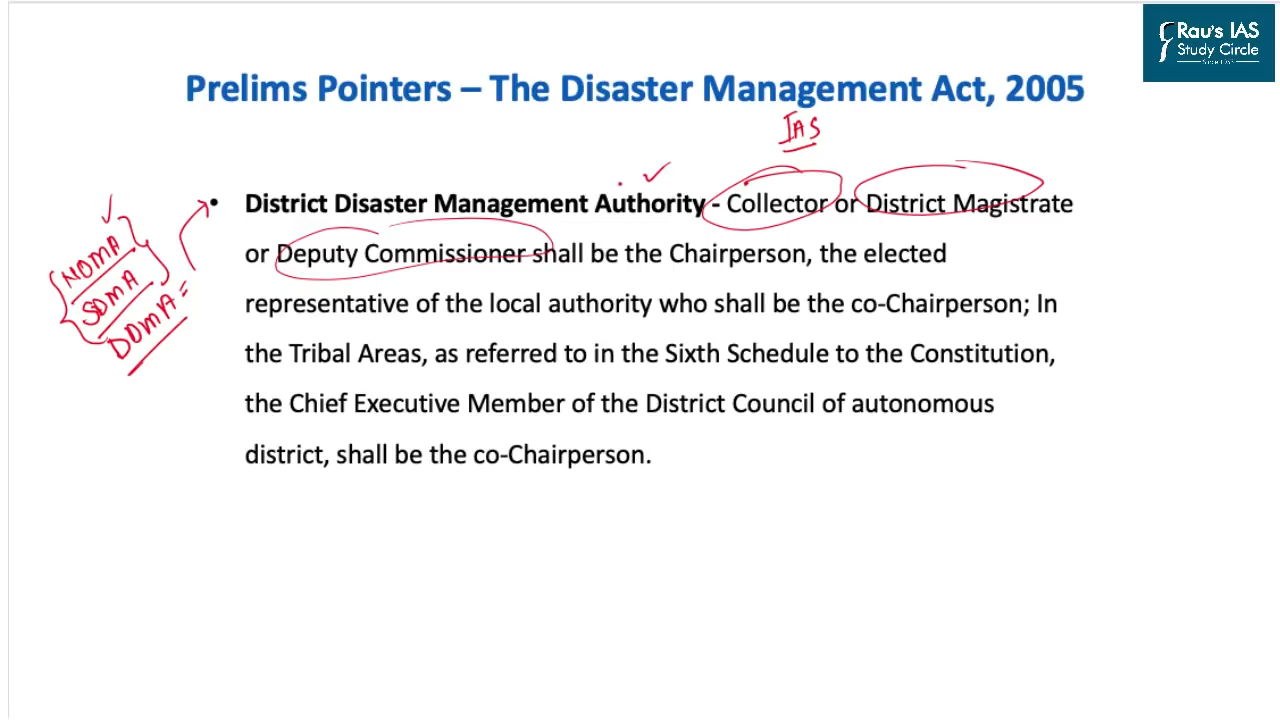 Rau's IAS
Study Circle
Since 1953
Prelims Pointers – The Disaster Management Act, 2005
IAS
• District Disaster Management Authority - Collector or District Magistrate
or Deputy Commissioner shall be the Chairperson, the elected
representative of the local authority who shall be the co-Chairperson; In
the Tribal Areas, as referred to in the Sixth Schedule to the Constitution,
the Chief Executive Member of the District Council of autonomous
district, shall be the co-Chairperson.
NDMA
SDMA
DDMA =